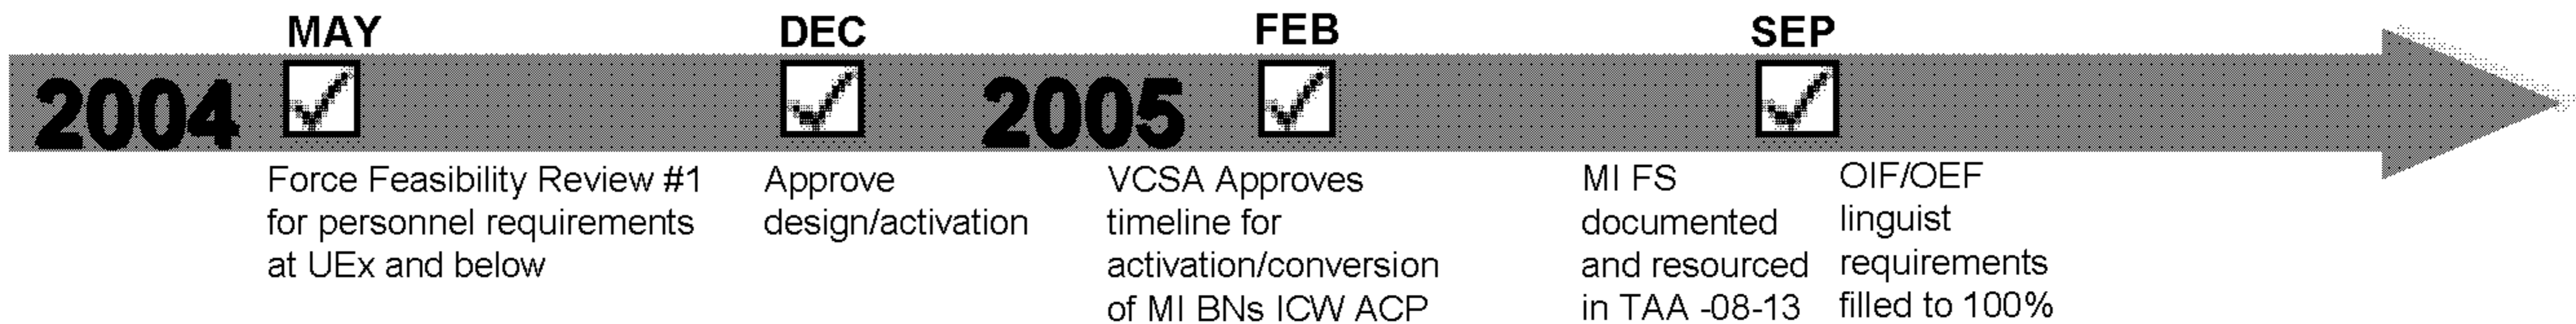 MAY
DEC
FEB
SEP
2004
2005
Force Feasibility Review #1
for personnel requirements
at UEx and below
Approve
design/activation
VCSA Approves
timeline for
activation/conversion
of MI BNs ICW ACP
MI FS
documented
and resourced
in TAA -08-13
OIF/OEF
linguist
requirements
filled to 100%